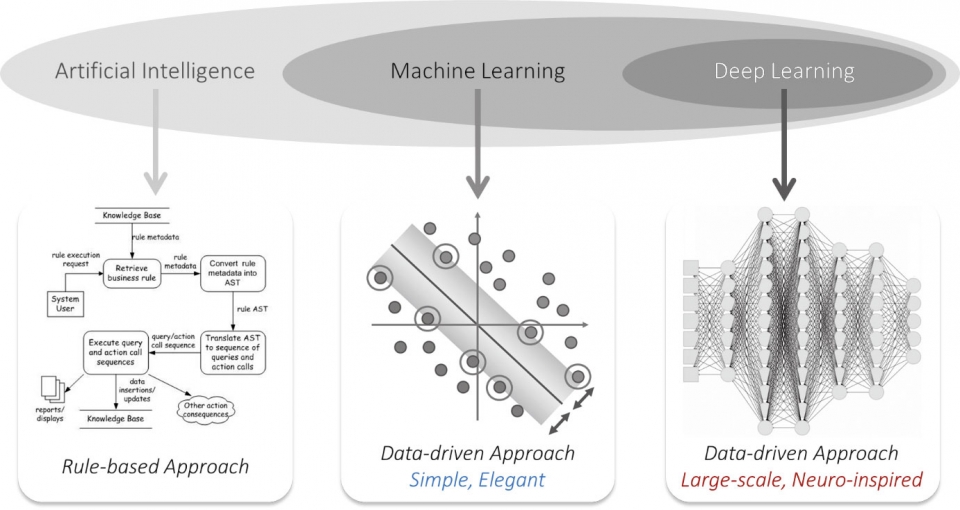 Artificial Intelligence
Machine Learning
Deep Learning
Knowledge Base
rule metadata
rule execution
request
Retrieve
business rule
rule
metadata
Convert rule
metadata into
AST
System
User
rule AST
Execute query
and action call
sequences
query/action
call sequence
Translate AST
to sequence of
queries and
action calls
reports/
displays
data
insertions/
updates
Knowledge Base
Other action
consequences
Rule-based Approach
Data-driven Approach
Simple, Elegant
Data-driven Approach
Large-scale, Neuro-inspired